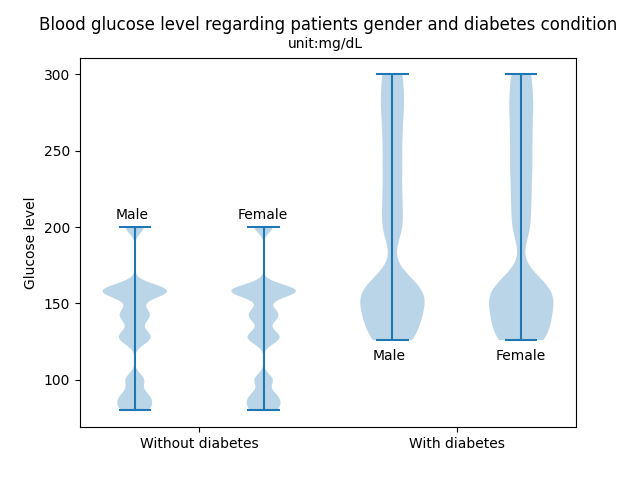 Blood glucose level regarding patients gender and diabetes condition
unit:mg/dL
Glucose level
300
250
200
150
100
Male
Female
Male
Female
Without diabetes
With diabetes